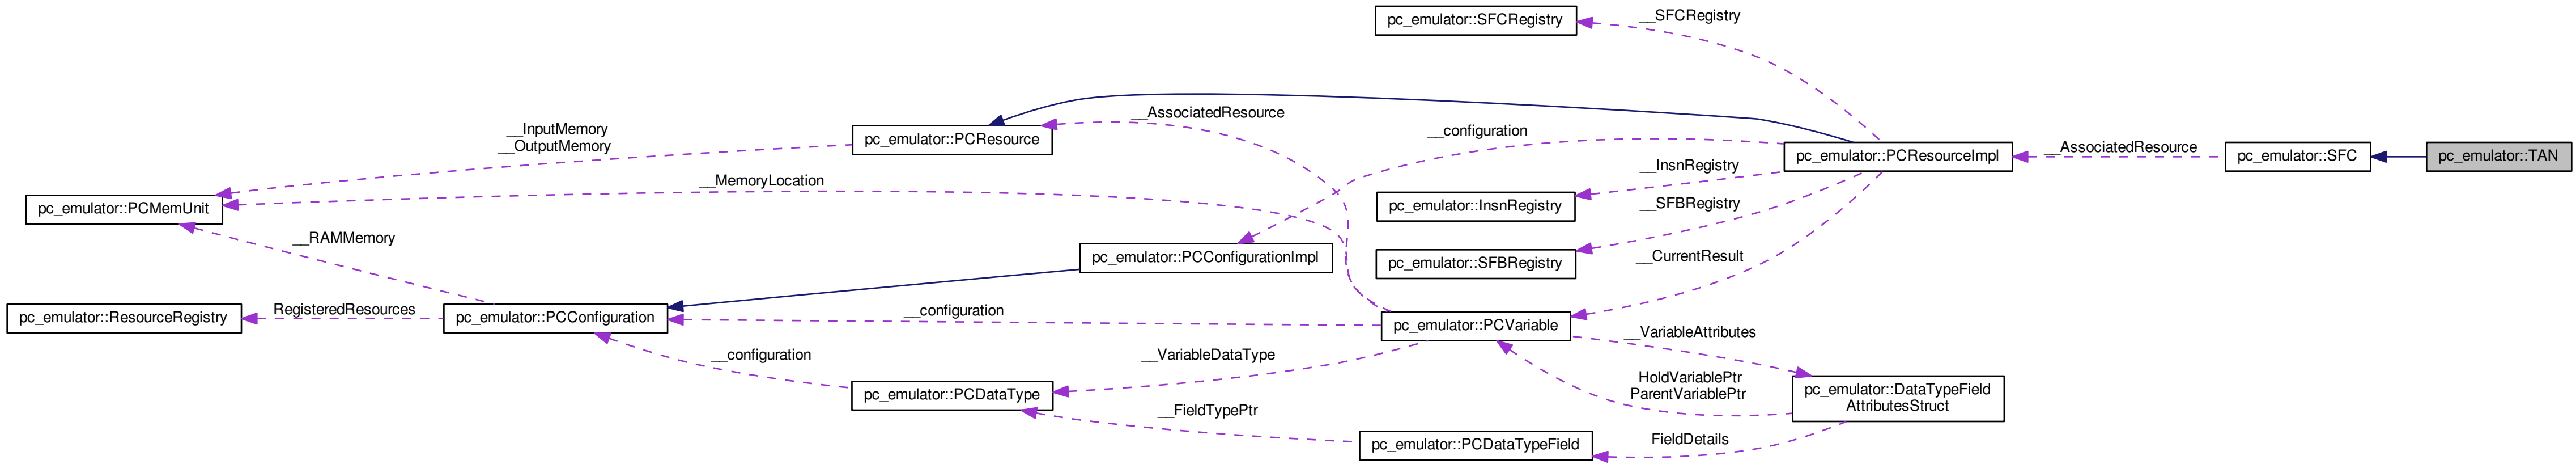 pc_emulator::SFCRegistry
__SFCRegistry
__AssociatedResource
__InputMemory
__OutputMemory
pc_emulator::PCResource
__configuration
pc_emulator::PCResourceImpl
__AssociatedResource
pc_emulator::SFC
pc_emulator::TAN
__InsnRegistry
__MemoryLocation
pc_emulator::PCMemUnit
pc_emulator::InsnRegistry
__SFBRegistry
__RAMMemory
pc_emulator::PCConfigurationImpl
pc_emulator::SFBRegistry
__CurrentResult
pc_emulator::ResourceRegistry
RegisteredResources
pc_emulator::PCConfiguration
__configuration
pc_emulator::PCVariable
__VariableAttributes
__configuration
__VariableDataType
HoldVariablePtr
ParentVariablePtr
pc_emulator::DataTypeField
AttributesStruct
pc_emulator::PCDataType
__FieldTypePtr
pc_emulator::PCDataTypeField
FieldDetails